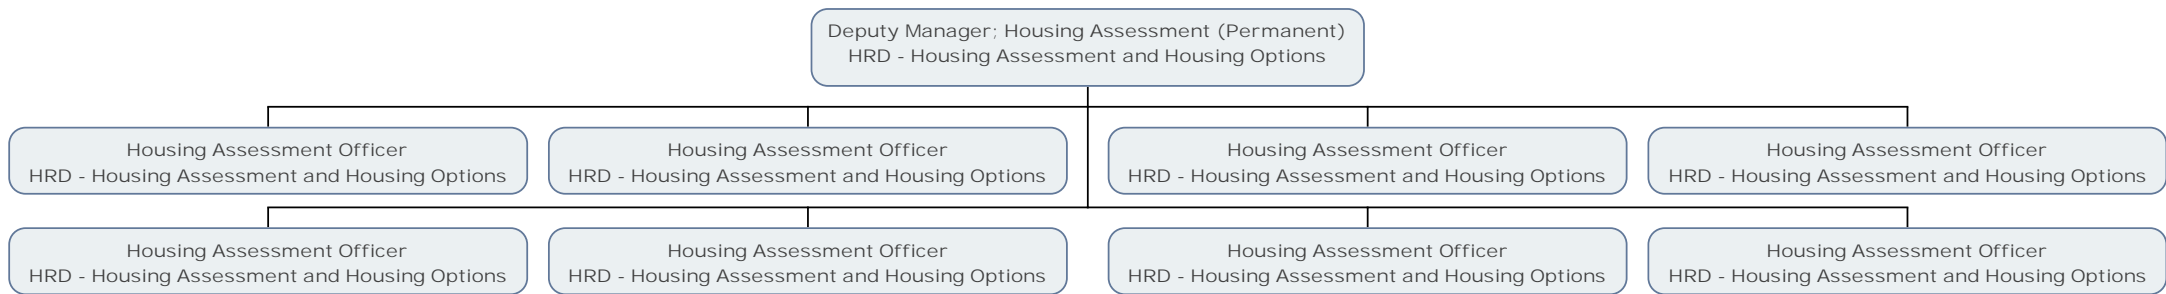 Deputy Manager; Housing Assessment (Permanent)
HRD - Housing Assessment and Housing Options
Housing Assessment Officer
HRD - Housing Assessment and Housing Options
Housing Assessment Officer
HRD - Housing Assessment and Housing Options
Housing Assessment Officer
HRD - Housing Assessment and Housing Options
Housing Assessment Officer
HRD - Housing Assessment and Housing Options
Housing Assessment Officer
HRD - Housing Assessment and Housing Options
Housing Assessment Officer
HRD - Housing Assessment and Housing Options
Housing Assessment Officer
HRD - Housing Assessment and Housing Options
Housing Assessment Officer
HRD - Housing Assessment and Housing Options